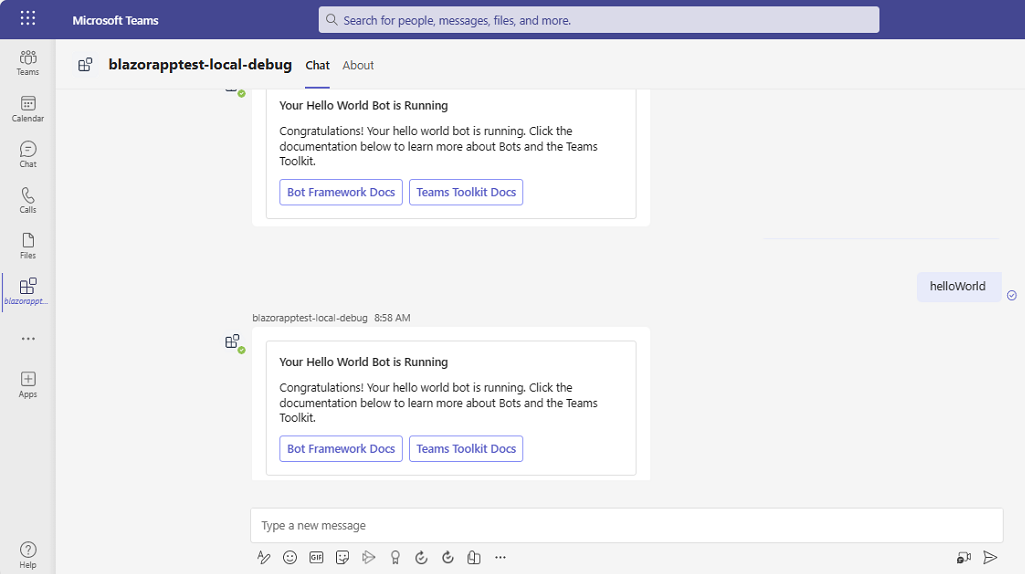 Microsoft Teams
Search for people, messages, files, and more.
Teams
Calendar
Chat
Calls
Files
blazorappt...
Apps
Help
blazorapptest-local-debug Chat About
Your Hello World Bot is Running
Congratulations! Your hello world bot is running. Click the
documentation below to learn more about Bots and the Teams
Toolkit.
Bot Framework Docs Teams Toolkit Docs
helloWorld
blazorapptest-local-debug 8:58 AM
Your Hello World Bot is Running
Congratulations! Your hello world bot is running. Click the
documentation below to learn more about Bots and the Teams
Toolkit.
Bot Framework Docs Teams Toolkit Docs
Type a new message
GIF